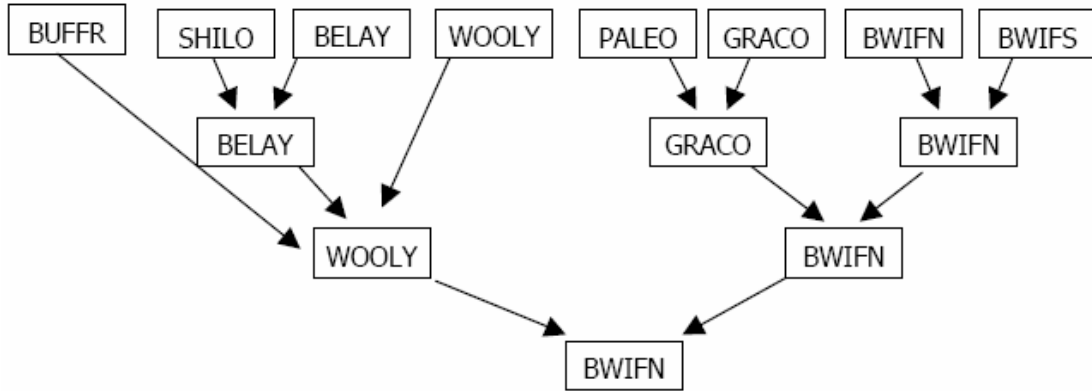 BUFFR
SHILO
BELAY
WOOLY
PALEO
GRACO
BWIFN
BWIFS
BELAY
GRACO
BWIFN
WOOLY
BWIFN
BWIFN